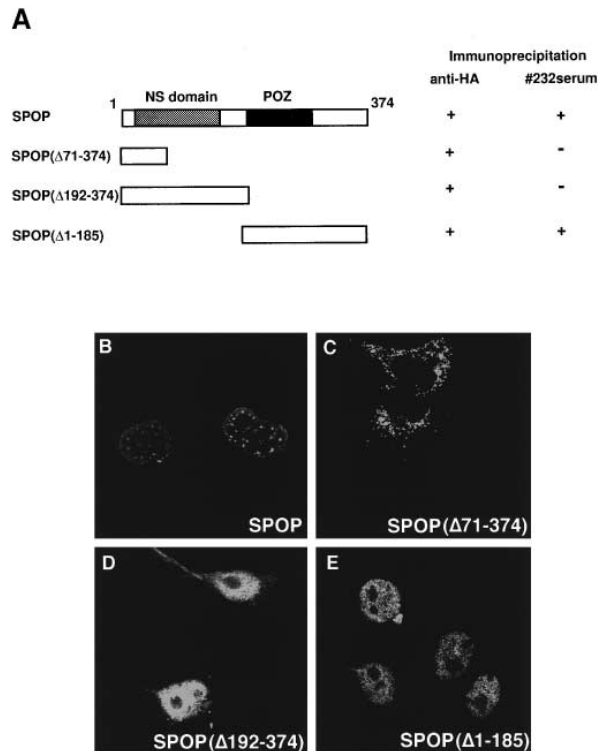 A
Immunoprecipitation
anti-HA #232serum
1 NS domain POZ 374
SPOP + +
SPOP(Δ71-374) + -
SPOP(Δ192-374) + -
SPOP(Δ1-185) + +
B
SPOP
C
SPOP(Δ71-374)
D
SPOP(Δ192-374)
E
SPOP(Δ1-185)